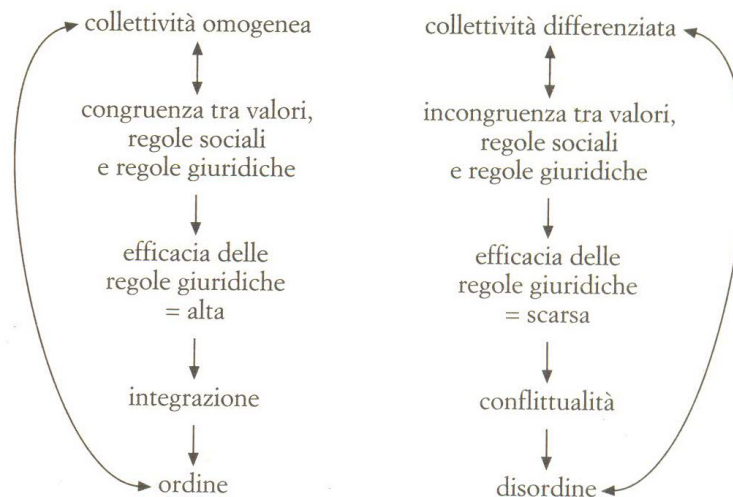 collettività omogenea
congruenza tra valori,
regole sociali
e regole giuridiche
efficacia delle
regole giuridiche
= alta
integrazione
ordine
collettività differenziata
incongruenza tra valori,
regole sociali
e regole giuridiche
efficacia delle
regole giuridiche
= scarsa
conflittualità
disordine